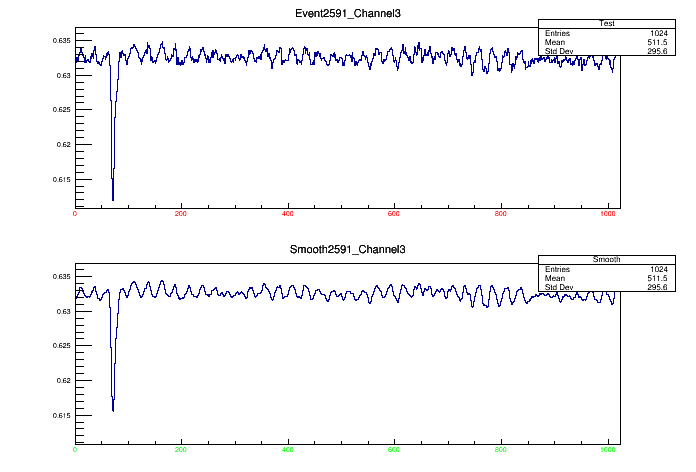 Event2591_Channel3
Test
Entries 1024
Mean 511.5
Std Dev 295.6
0.635
0.63
0.625
0.62
0.615
0 200 400 600 800 1000
Smooth2591_Channel3
Smooth
Entries 1024
Mean 511.5
Std Dev 295.6
0.635
0.63
0.625
0.62
0.615
0 200 400 600 800 1000